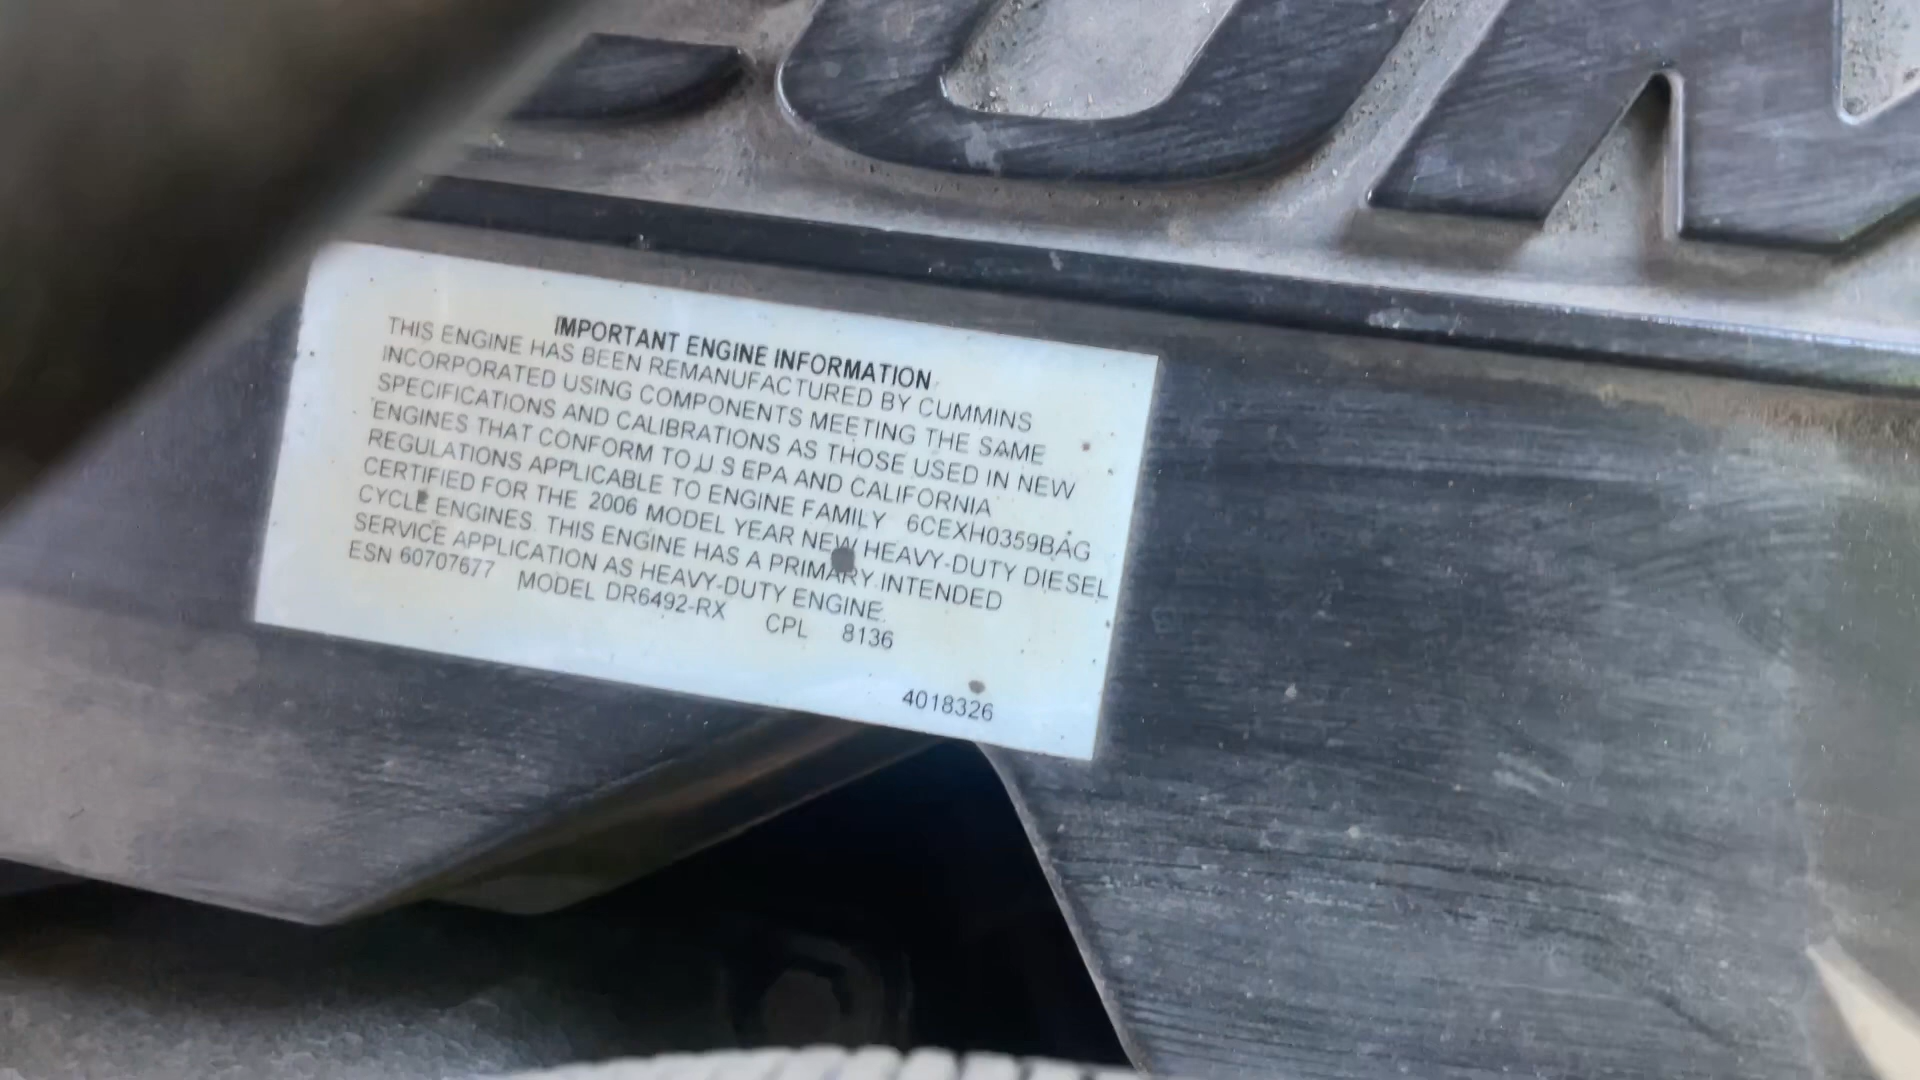 IMPORTANT ENGINE INFORMATION
THIS ENGINE HAS BEEN REMANUFACTURED BY CUMMINS
INCORPORATED USING COMPONENTS MEETING THE SAME
SPECIFICATIONS AND CALIBRATIONS AS THOSE USED IN NEW
ENGINES THAT CONFORM TO U S EPA AND CALIFORNIA
REGULATIONS APPLICABLE TO ENGINE FAMILY 6CEXH0359BAG
CERTIFIED FOR THE 2006 MODEL YEAR NEW HEAVY-DUTY DIESEL
CYCLE ENGINES. THIS ENGINE HAS A PRIMARY INTENDED
SERVICE APPLICATION AS HEAVY-DUTY ENGINE.
ESN 60707677 MODEL DR6492-RX CPL 8136
4018326